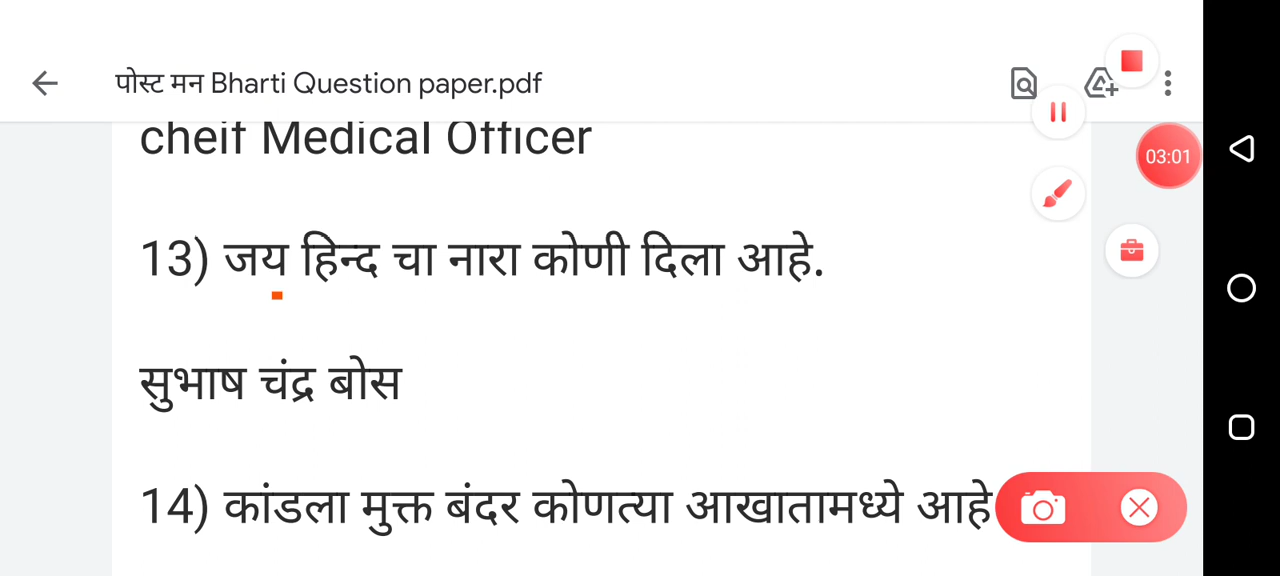 पोस्ट मन Bharti Question paper.pdf
cheif Medical Officer
03:01
13) जय हिन्द चा नारा कोणी दिला आहे.
सुभाष चंद्र बोस
14) कांडला मुक्त बंदर कोणत्या आखातामध्ये आहे